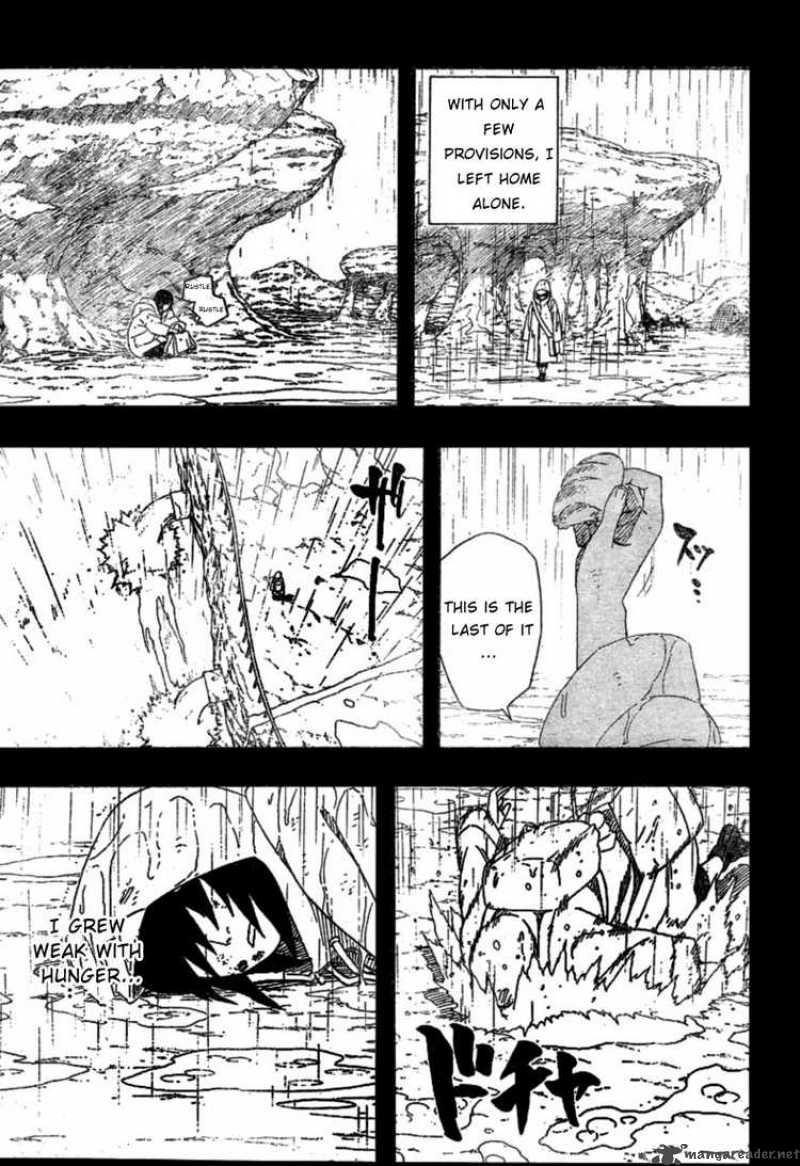 WITH ONLY A
FEW
PROVISIONS, I
LEFT HOME
ALONE.
RUSTLE
RUSTLE
スッ…
THIS IS THE
LAST OF IT
...
ザザー
ドチャ
I GREW
WEAK WITH
HUNGER...
mangareader.net